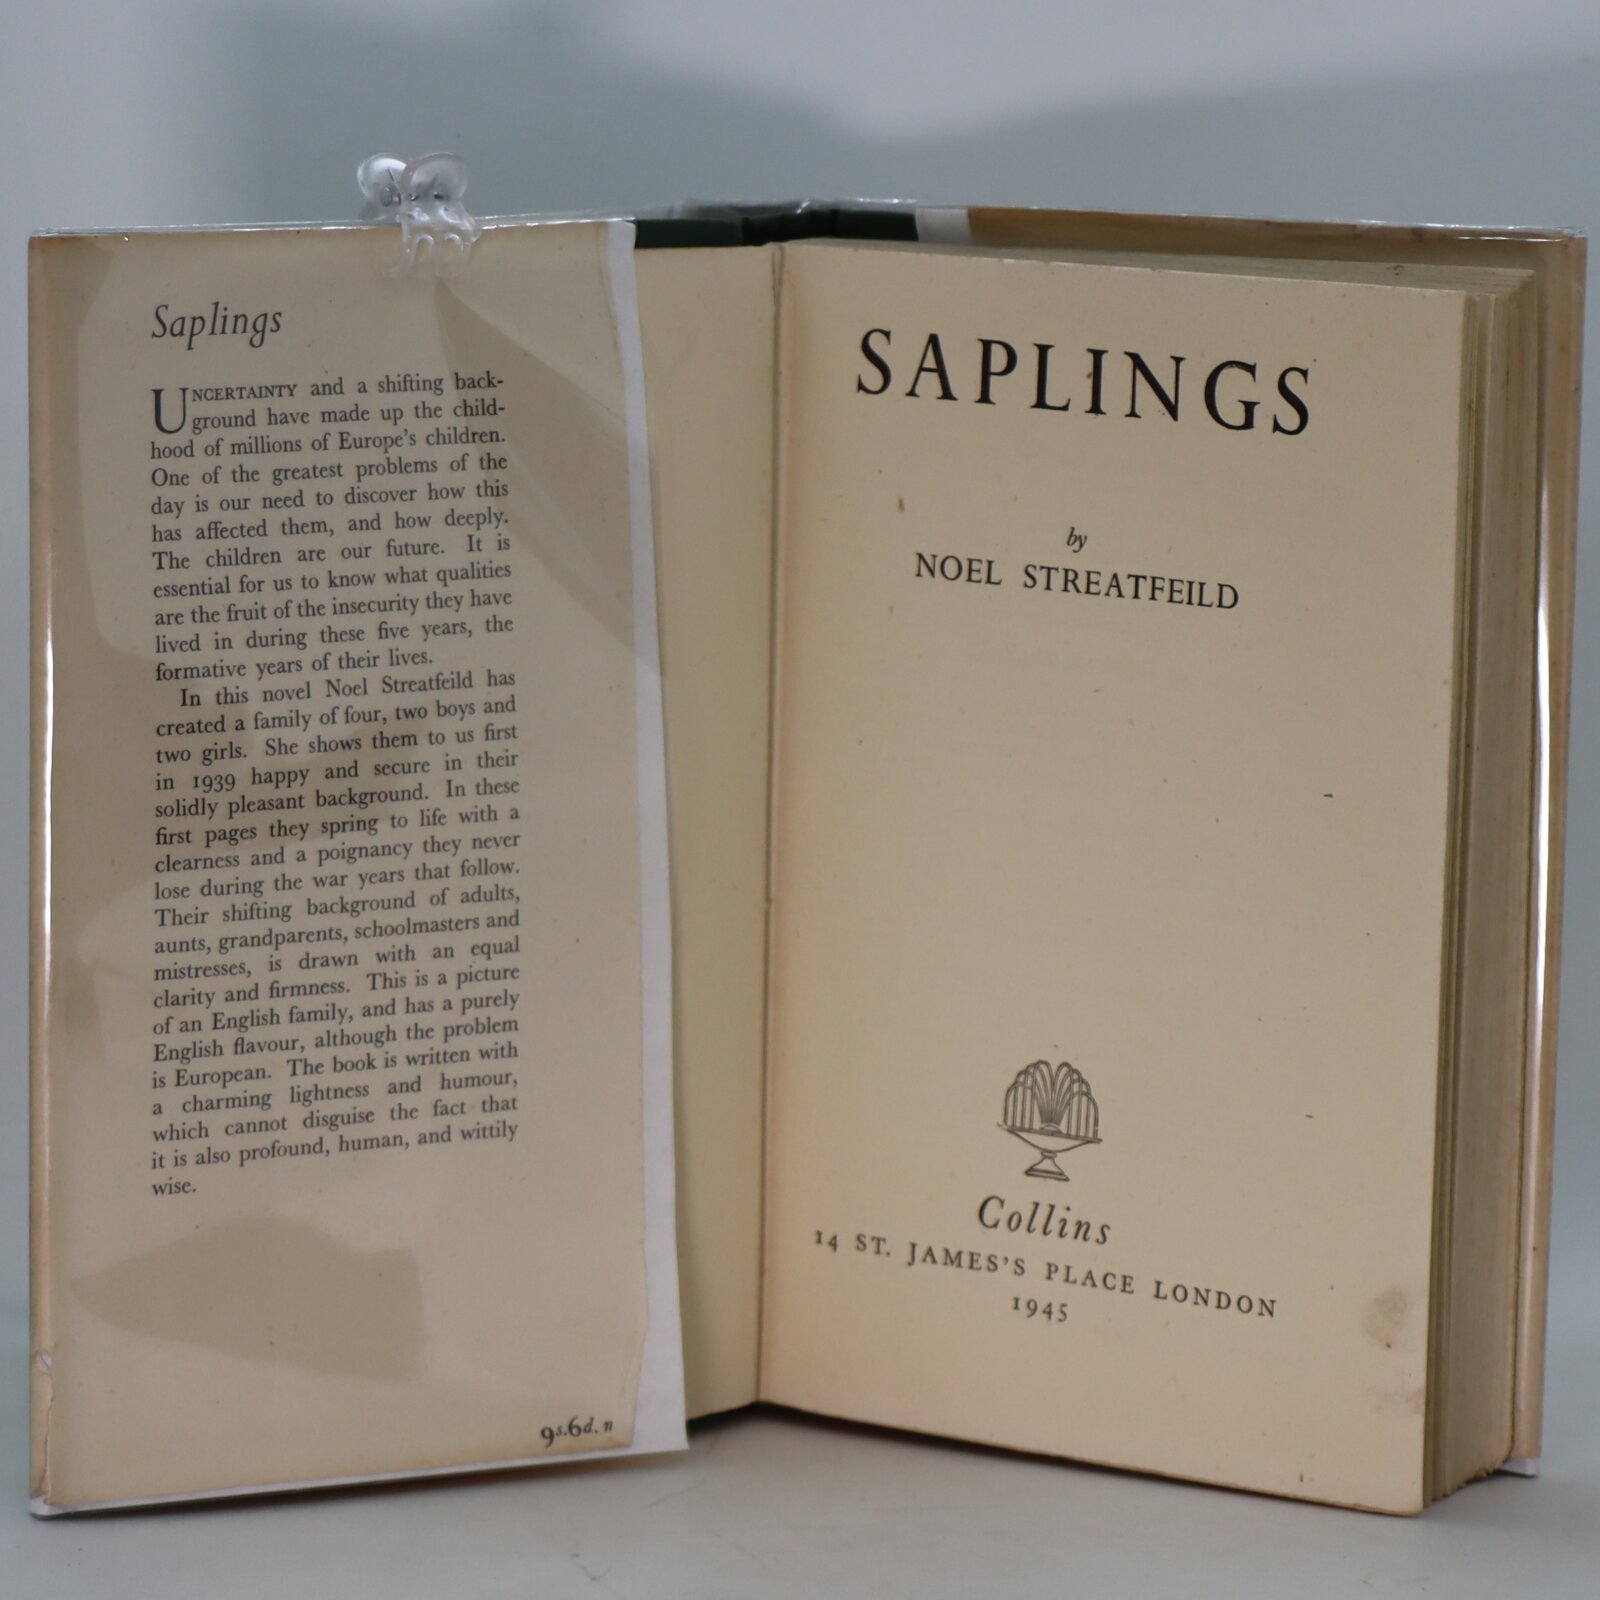 Saplings
UNCERTAINTY and a shifting back-
ground have made up the child-
hood of millions of Europe's children.
One of the greatest problems of the
day is our need to discover how this
has affected them, and how deeply.
The children are our future. It is
essential for us to know what qualities
are the fruit of the insecurity they have
lived in during these five years, the
formative years of their lives.
In this novel Noel Streatfeild has
created a family of four, two boys and
two girls. She shows them to us first
in 1939 happy and secure in their
solidly pleasant background. In these
first pages they spring to life with a
clearness and a poignancy they never
lose during the war years that follow.
Their shifting background of adults,
aunts, grandparents, schoolmasters and
mistresses, is drawn with an equal
clarity and firmness. This is a picture
of an English family, and has a purely
English flavour, although the problem
is European. The book is written with
a charming lightness and humour,
which cannot disguise the fact that
it is also profound, human, and wittily
wise.
9s.6d. n
SAPLINGS
by
NOEL STREATFEILD
Collins
14 ST. JAMES'S PLACE LONDON
1945